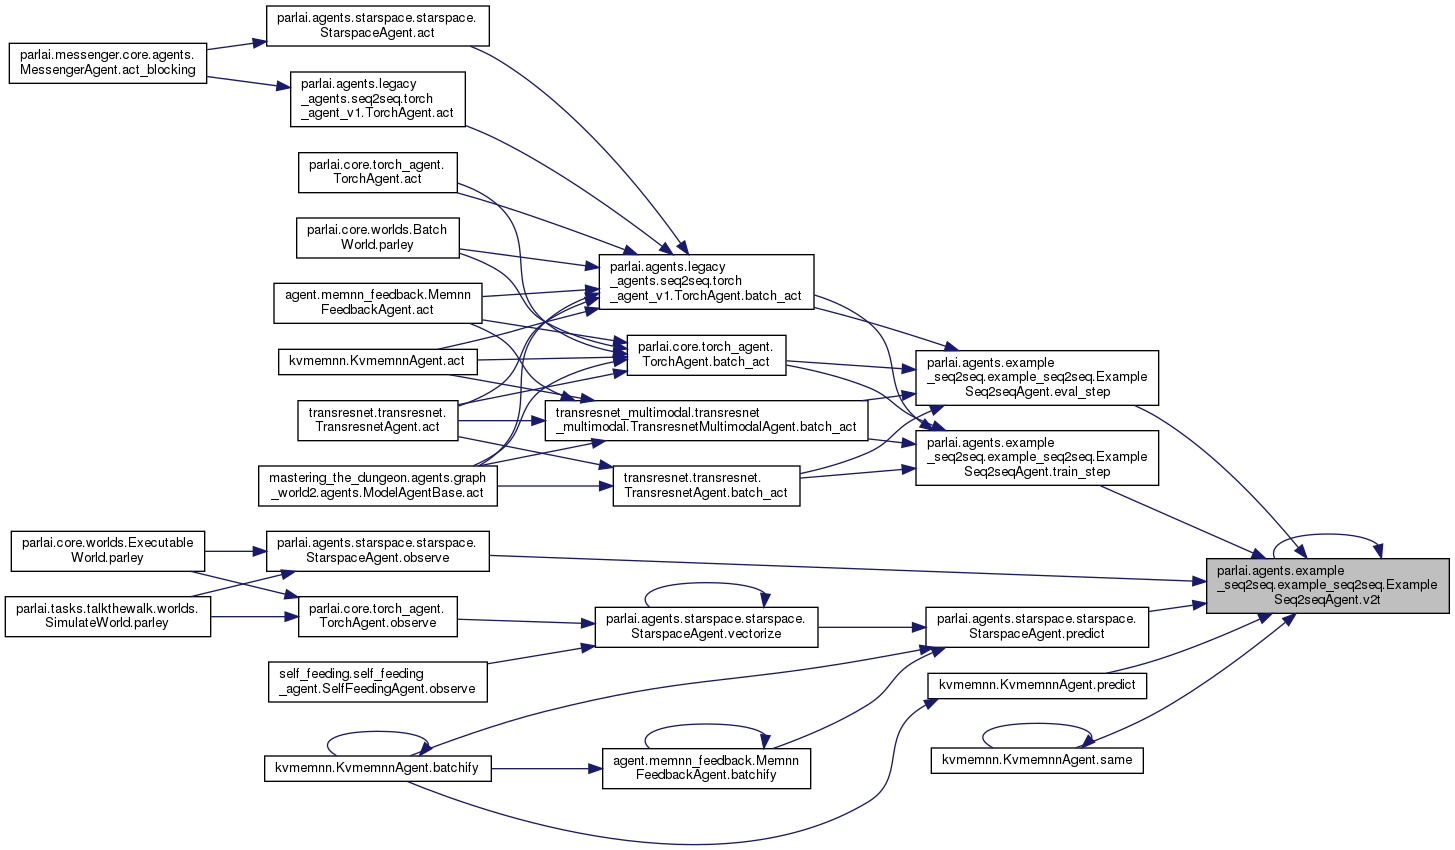 parlai.agents.starspace.starspace.
StarspaceAgent.act
parlai.messenger.core.agents.
MessengerAgent.act_blocking
parlai.agents.legacy
_agents.seq2seq.torch
_agent_v1.TorchAgent.act
parlai.core.torch_agent.
TorchAgent.act
parlai.core.worlds.Batch
World.parley
parlai.agents.legacy
_agents.seq2seq.torch
_agent_v1.TorchAgent.batch_act
agent.memnn_feedback.Memnn
FeedbackAgent.act
parlai.core.torch_agent.
TorchAgent.batch_act
kvmemnn.KvmemnnAgent.act
parlai.agents.example
_seq2seq.example_seq2seq.Example
Seq2seqAgent.eval_step
transresnet.transresnet.
TransresnetAgent.act
transresnet_multimodal.transresnet
_multimodal.TransresnetMultimodalAgent.batch_act
parlai.agents.example
_seq2seq.example_seq2seq.Example
Seq2seqAgent.train_step
mastering_the_dungeon.agents.graph
_world2.agents.ModelAgentBase.act
transresnet.transresnet.
TransresnetAgent.batch_act
parlai.core.worlds.Executable
World.parley
parlai.agents.starspace.starspace.
StarspaceAgent.observe
parlai.agents.example
_seq2seq.example_seq2seq.Example
Seq2seqAgent.v2t
parlai.tasks.talkthewalk.worlds.
SimulateWorld.parley
parlai.core.torch_agent.
TorchAgent.observe
parlai.agents.starspace.starspace.
StarspaceAgent.vectorize
parlai.agents.starspace.starspace.
StarspaceAgent.predict
self_feeding.self_feeding
_agent.SelfFeedingAgent.observe
kvmemnn.KvmemnnAgent.predict
kvmemnn.KvmemnnAgent.batchify
agent.memnn_feedback.Memnn
FeedbackAgent.batchify
kvmemnn.KvmemnnAgent.same